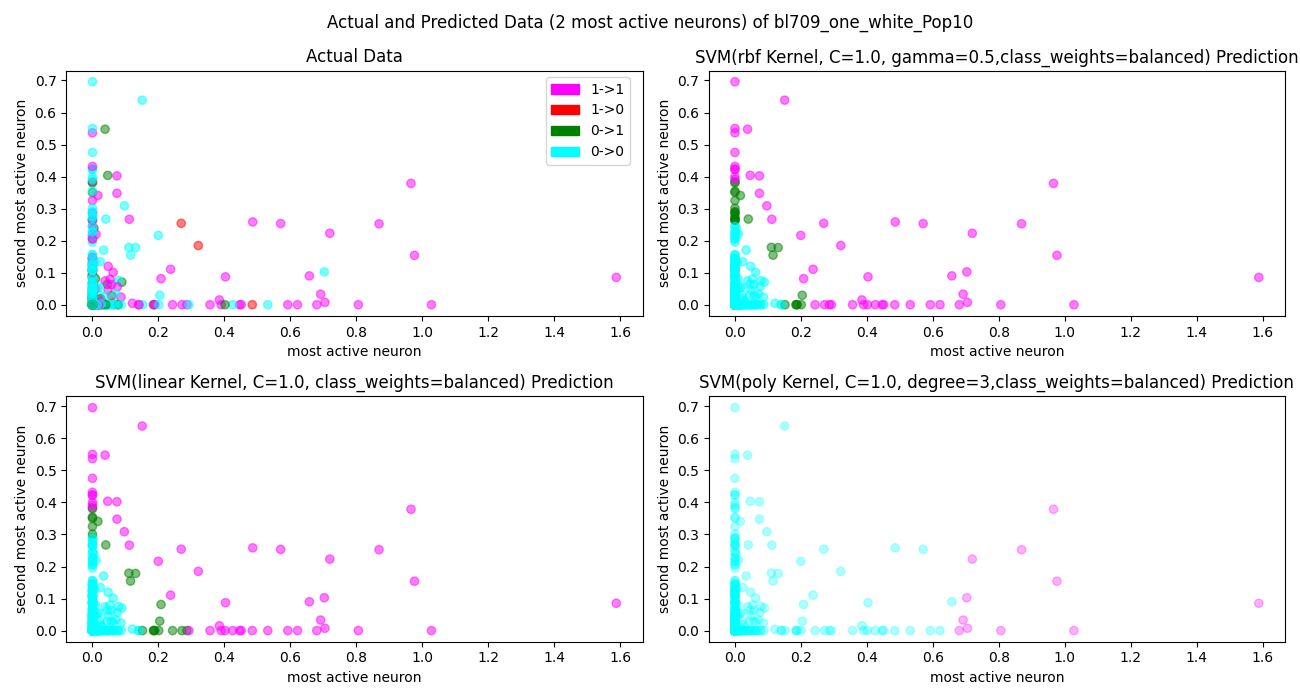 Actual and Predicted Data (2 most active neurons) of bl709_one_white_Pop10
Actual Data
0.7
0.6
0.5
0.4
0.3
0.2
0.1
0.0
second most active neuron
1->1
1->0
0->1
0->0
0.0 0.2 0.4 0.6 0.8 1.0 1.2 1.4 1.6
most active neuron
SVM(rbf Kernel, C=1.0, gamma=0.5,class_weights=balanced) Prediction
0.7
0.6
0.5
0.4
0.3
0.2
0.1
0.0
second most active neuron
0.0 0.2 0.4 0.6 0.8 1.0 1.2 1.4 1.6
most active neuron
SVM(linear Kernel, C=1.0, class_weights=balanced) Prediction
0.7
0.6
0.5
0.4
0.3
0.2
0.1
0.0
second most active neuron
0.0 0.2 0.4 0.6 0.8 1.0 1.2 1.4 1.6
most active neuron
SVM(poly Kernel, C=1.0, degree=3,class_weights=balanced) Prediction
0.7
0.6
0.5
0.4
0.3
0.2
0.1
0.0
second most active neuron
0.0 0.2 0.4 0.6 0.8 1.0 1.2 1.4 1.6
most active neuron